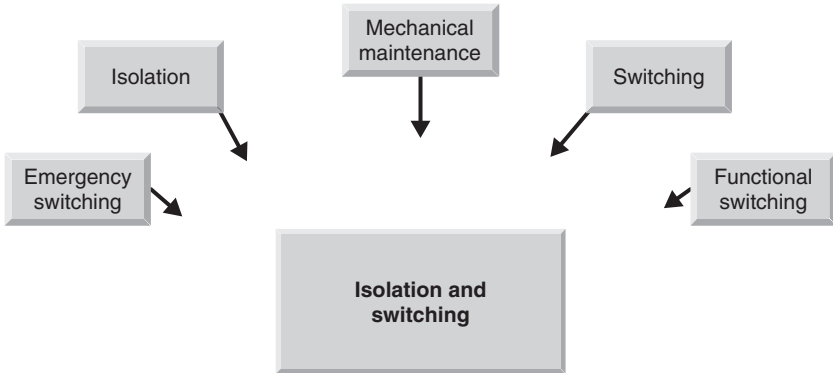 Mechanical
maintenance
Isolation
Switching
Emergency
switching
Functional
switching
Isolation and
switching